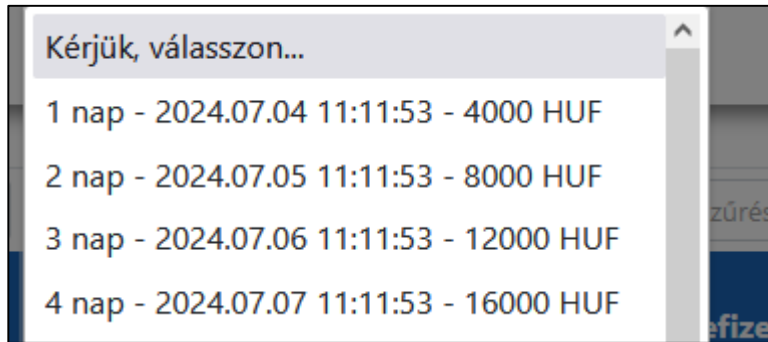 Kérjük, válasszon...
1 nap - 2024.07.04 11:11:53 - 4000 HUF
2 nap - 2024.07.05 11:11:53 - 8000 HUF
3 nap - 2024.07.06 11:11:53 - 12000 HUF
zűrés
4 nap - 2024.07.07 11:11:53 - 16000 HUF
efize